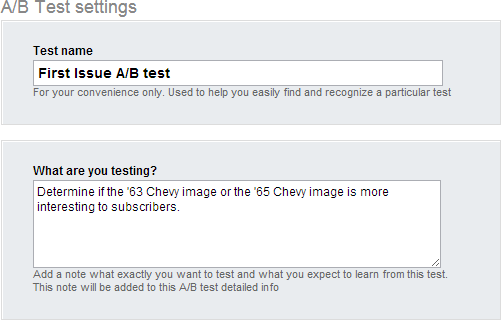 A/B Test settings
Test name
First Issue A/B test
For your convenience only. Used to help you easily find and recognize a particular test
What are you testing?
Determine if the '63 Chevy image or the '65 Chevy image is more
interesting to subscribers.
Add a note what exactly you want to test and what you expect to learn from this test.
This note will be added to this A/B test detailed info